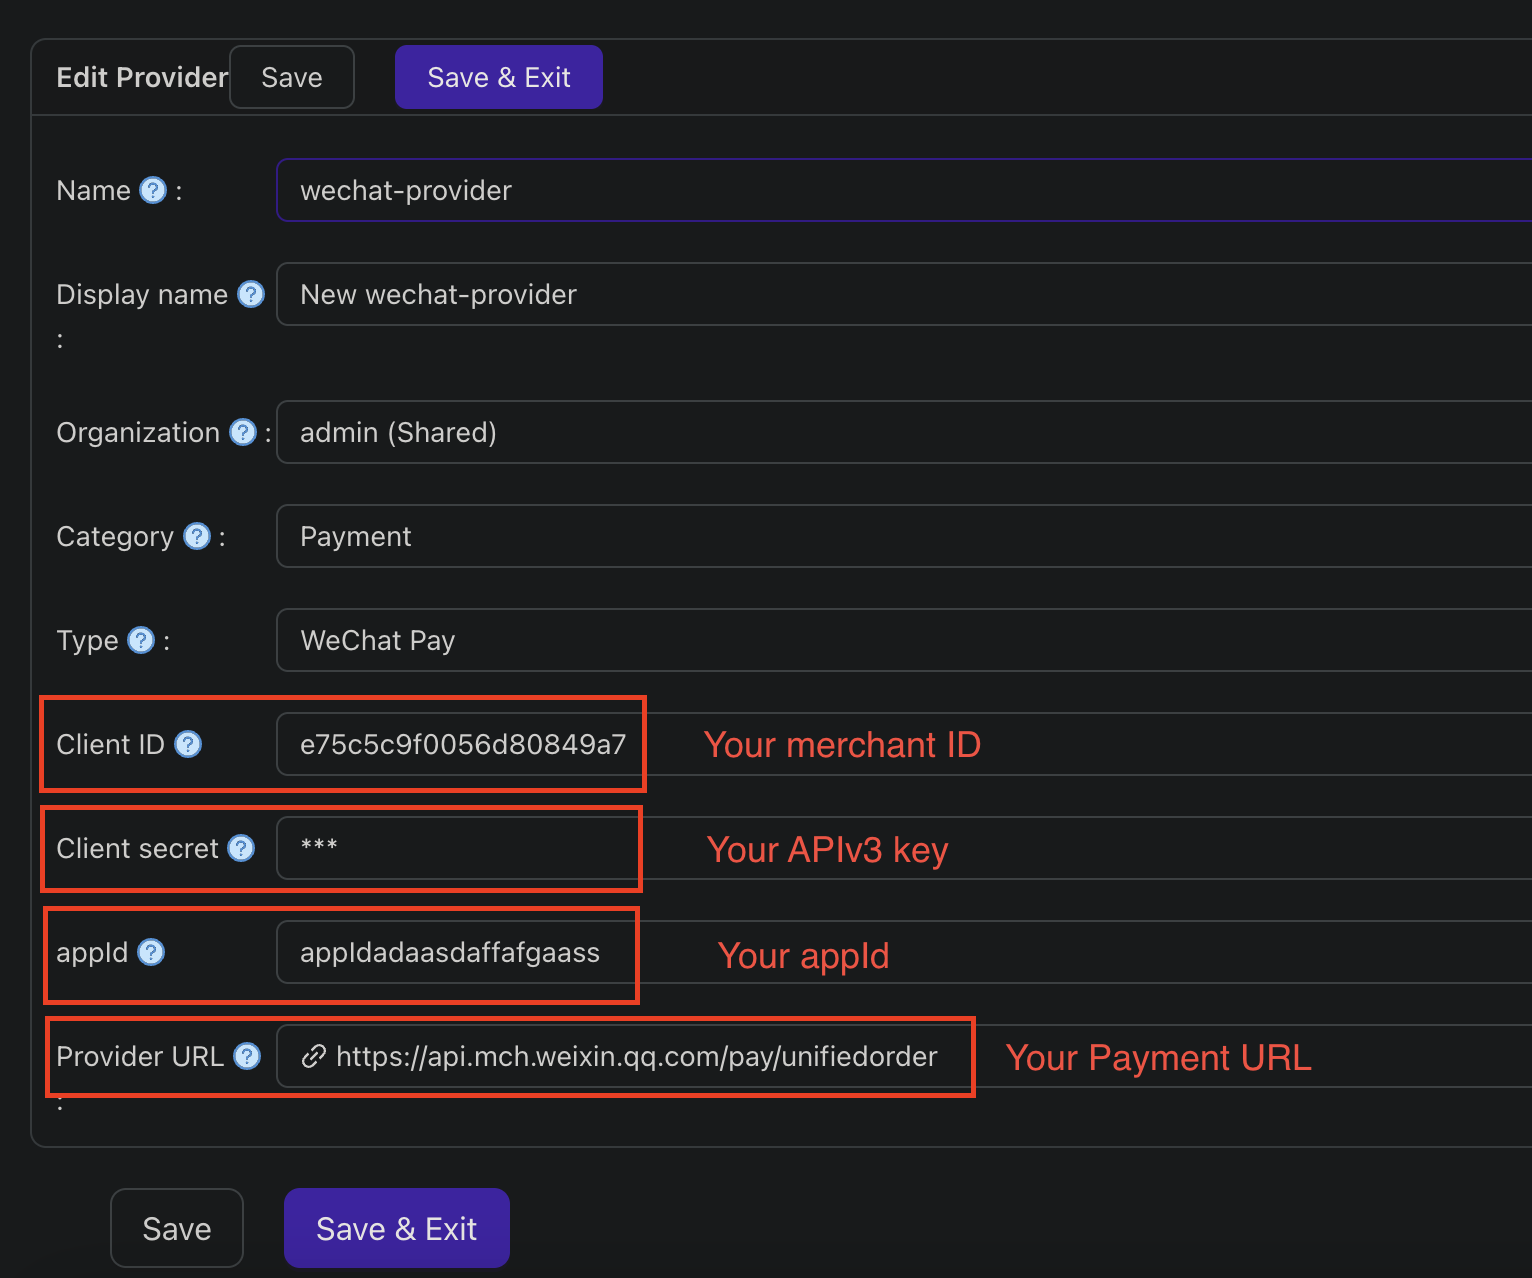 Edit Provider Save Save & Exit
Name ? : wechat-provider
Display name ? : New wechat-provider
Organization ? : admin (Shared)
Category ? : Payment
Type ? : WeChat Pay
Client ID ? e75c5c9f0056d80849a7 Your merchant ID
Client secret ? *** Your APIv3 key
appId ? appIdadaasdaffafgaass Your appId
Provider URL ? : https://api.mch.weixin.qq.com/pay/unifiedorder Your Payment URL
Save Save & Exit